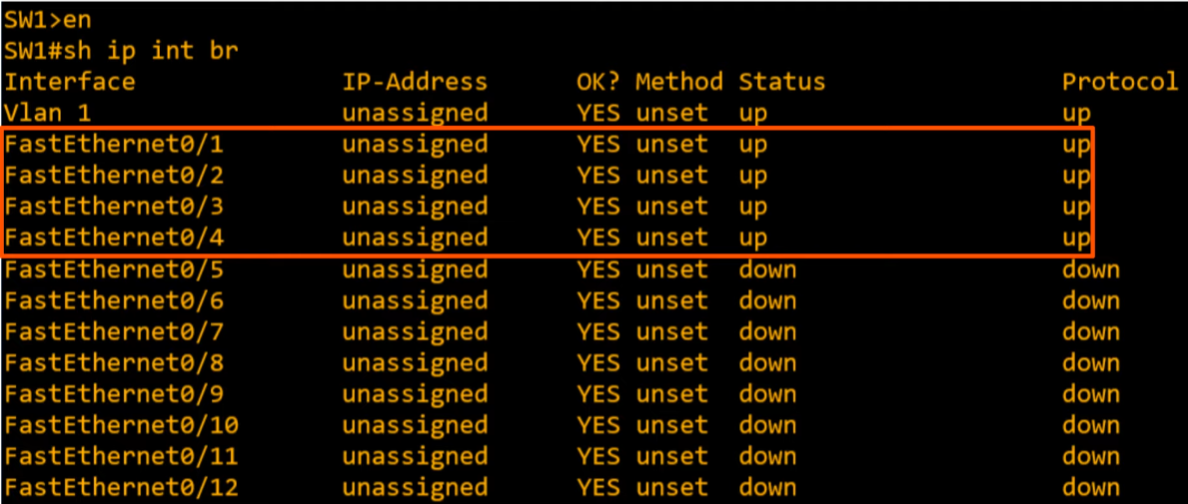 SW1>en
SW1#sh ip int br
Interface IP-Address OK? Method Status Protocol
Vlan 1 unassigned YES unset up up
FastEthernet0/1 unassigned YES unset up up
FastEthernet0/2 unassigned YES unset up up
FastEthernet0/3 unassigned YES unset up up
FastEthernet0/4 unassigned YES unset up up
FastEthernet0/5 unassigned YES unset down down
FastEthernet0/6 unassigned YES unset down down
FastEthernet0/7 unassigned YES unset down down
FastEthernet0/8 unassigned YES unset down down
FastEthernet0/9 unassigned YES unset down down
FastEthernet0/10 unassigned YES unset down down
FastEthernet0/11 unassigned YES unset down down
FastEthernet0/12 unassigned YES unset down down